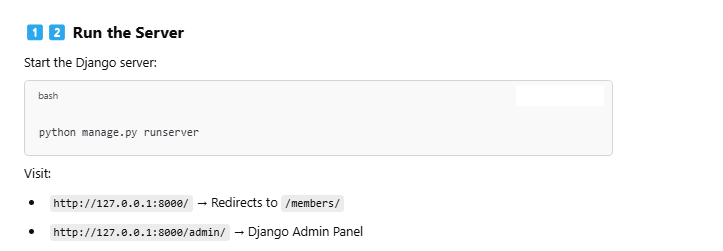 1️⃣2️⃣ Run the Server
Start the Django server:
bash
python manage.py runserver
Visit:
• http://127.0.0.1:8000/ → Redirects to /members/
• http://127.0.0.1:8000/admin/ → Django Admin Panel